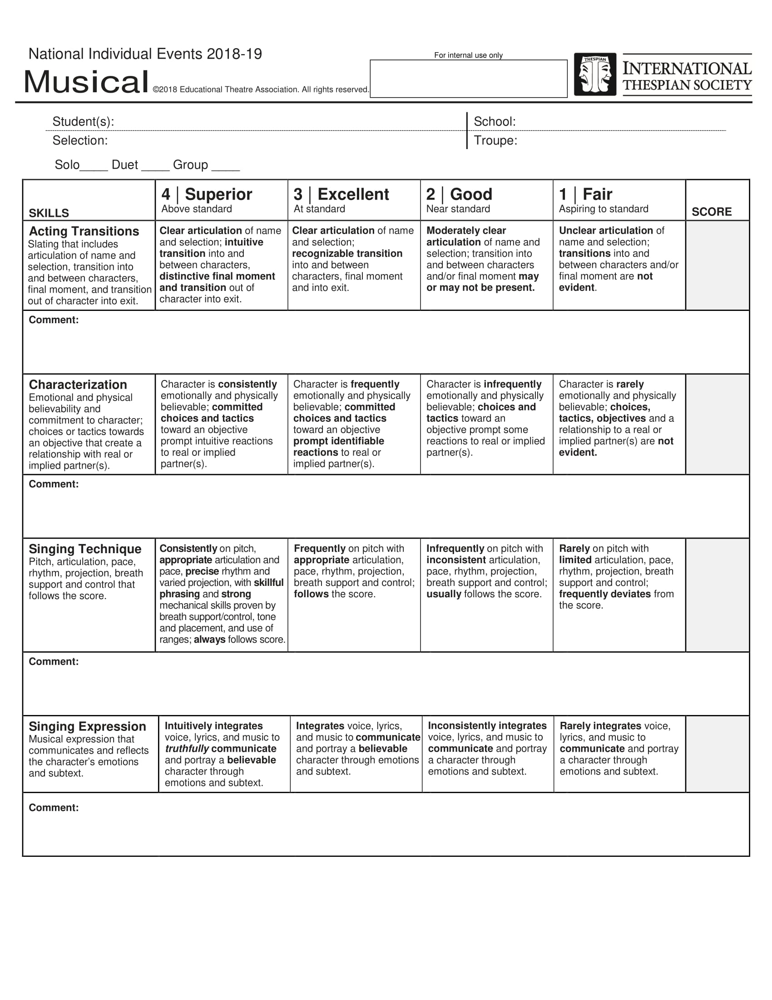 National Individual Events 2018-19
For internal use only
Musical ©2018 Educational Theatre Association. All rights reserved.
THESPIAN
INTERNATIONAL
THESPIAN SOCIETY
Student(s):
School:
Selection:
Troupe:
Solo____ Duet ____ Group ____
SKILLS
4 | Superior
Above standard
3 | Excellent
At standard
2 | Good
Near standard
1 | Fair
Aspiring to standard
SCORE
Acting Transitions
Slating that includes
articulation of name and
selection, transition into
and between characters,
final moment, and transition
out of character into exit.
Clear articulation of name
and selection; intuitive
transition into and
between characters,
distinctive final moment
and transition out of
character into exit.
Clear articulation of name
and selection;
recognizable transition
into and between
characters, final moment
and into exit.
Moderately clear
articulation of name and
selection; transition into
and between characters
and/or final moment may
or may not be present.
Unclear articulation of
name and selection;
transitions into and
between characters and/or
final moment are not
evident.
Comment:
Characterization
Emotional and physical
believability and
commitment to character;
choices or tactics towards
an objective that create a
relationship with real or
implied partner(s).
Character is consistently
emotionally and physically
believable; committed
choices and tactics
toward an objective
prompt intuitive reactions
to real or implied
partner(s).
Character is frequently
emotionally and physically
believable; committed
choices and tactics
toward an objective
prompt identifiable
reactions to real or
implied partner(s).
Character is infrequently
emotionally and physically
believable; choices and
tactics toward an
objective prompt some
reactions to real or implied
partner(s).
Character is rarely
emotionally and physically
believable; choices,
tactics, objectives and a
relationship to a real or
implied partner(s) are not
evident.
Comment:
Singing Technique
Pitch, articulation, pace,
rhythm, projection, breath
support and control that
follows the score.
Consistently on pitch,
appropriate articulation and
pace, precise rhythm and
varied projection, with skillful
phrasing and strong
mechanical skills proven by
breath support/control, tone
and placement, and use of
ranges; always follows score.
Frequently on pitch with
appropriate articulation,
pace, rhythm, projection,
breath support and control;
follows the score.
Infrequently on pitch with
inconsistent articulation,
pace, rhythm, projection,
breath support and control;
usually follows the score.
Rarely on pitch with
limited articulation, pace,
rhythm, projection, breath
support and control;
frequently deviates from
the score.
Comment:
Singing Expression
Musical expression that
communicates and reflects
the character’s emotions
and subtext.
Intuitively integrates
voice, lyrics, and music to
truthfully communicate
and portray a believable
character through
emotions and subtext.
Integrates voice, lyrics,
and music to communicate
and portray a believable
character through emotions
and subtext.
Inconsistently integrates
voice, lyrics, and music to
communicate and portray
a character through
emotions and subtext.
Rarely integrates voice,
lyrics, and music to
communicate and portray
a character through
emotions and subtext.
Comment: